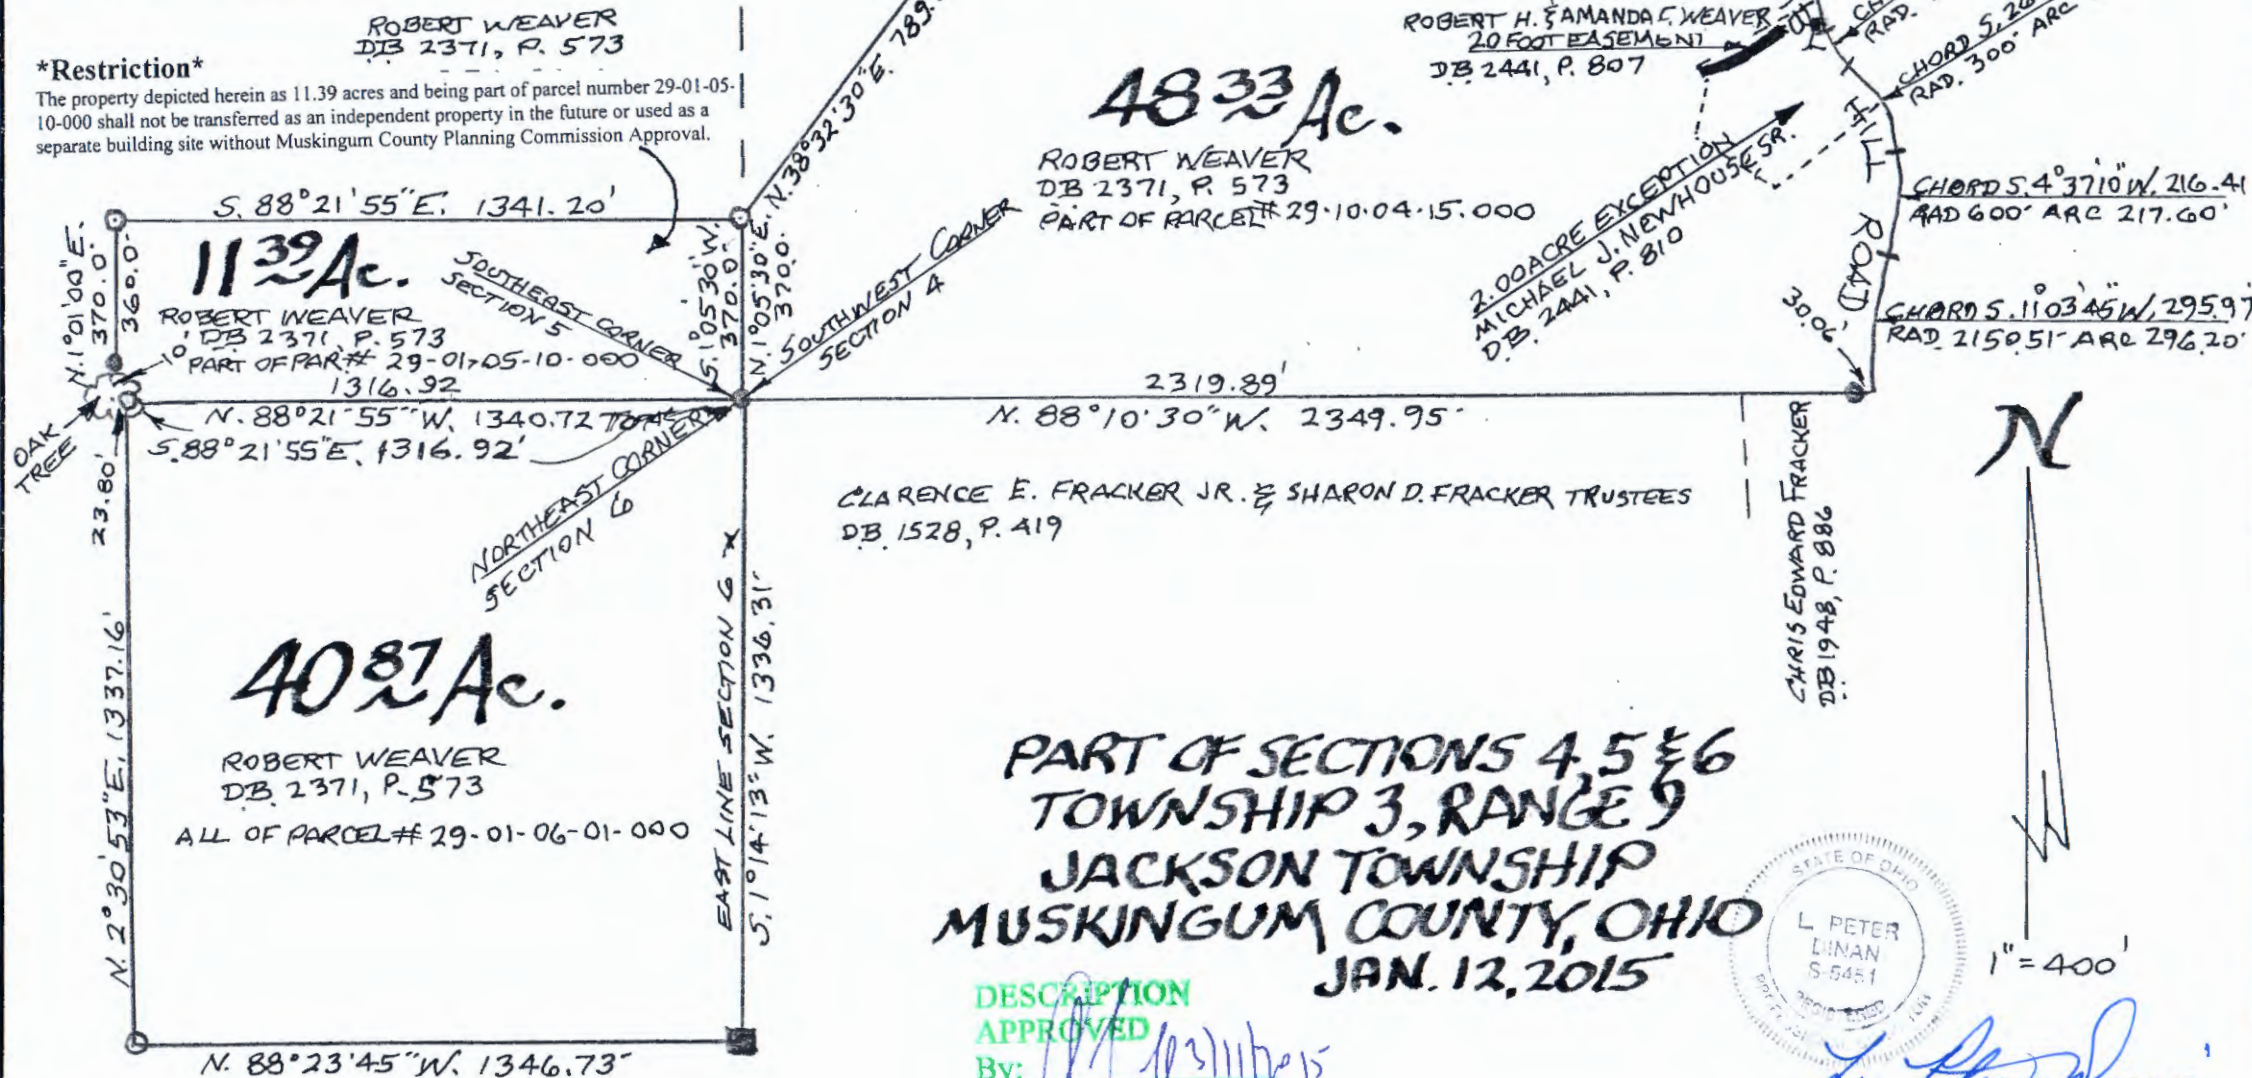 ROBERT WEAVER
DB 2371, P. 573
*Restriction*
The property depicted herein as 11.39 acres and being part of parcel number 29-01-05-
10-000 shall not be transferred as an independent property in the future or used as a
separate building site without Muskingum County Planning Commission Approval.
N. 38°32'30"E. 789.
ROBERT H. & AMANDA C. WEAVER
20 FOOT EASEMENT
DB 2441, P. 807
48 33 Ac.
ROBERT WEAVER
DB 2371, P. 573
PART OF PARCEL# 29-10-04-15.000
2.00 ACRE EXCEPTION
MICHAEL J. NEWHOUSE SR.
D.B. 2441, P. 810
RAD.
CHORD S. 26
RAD. 300' ARC
HILL ROAD
CHORD S. 4°37'10"W. 216.41
RAD 600' ARC 217.60'
CHORD S. 11°03'45"W. 295.97
RAD. 2150.51' ARC 296.20'
30.06'
S. 88°21'55"E. 1341.20'
N. 1°01'00"E.
370.0'
360.0'
10'
11 39 Ac.
ROBERT WEAVER
DB 2371, P. 573
PART OF PAR# 29-01-05-10-000
SOUTHEAST CORNER
SECTION 5
S. 1°05'30"W.
370.0'
N. 1°05'30"E.
370.0'
SOUTHWEST CORNER
SECTION 4
1316.92
N. 88°21'55"W. 1340.72 TOTAL
S. 88°21'55"E. 1316.92'
OAK
TREE
23.80'
2319.89'
N. 88°10'30"W. 2349.95'
NORTHEAST CORNER
SECTION 6
CLARENCE E. FRACKER JR. & SHARON D. FRACKER TRUSTEES
D.B. 1528, P. 419
CHRIS EDWARD FRACKER
DB 1948, P. 886
N
1" = 400'
N. 2°30'53"E. 1337.16'
40 87 Ac.
ROBERT WEAVER
D.B. 2371, P. 573
ALL OF PARCEL# 29-01-06-01-000
EAST LINE SECTION 6
S. 1°14'13"W. 1336.31'
N. 88°23'45"W. 1346.73'
PART OF SECTIONS 4, 5 & 6
TOWNSHIP 3, RANGE 9
JACKSON TOWNSHIP
MUSKINGUM COUNTY, OHIO
JAN. 12, 2015
DESCRIPTION
APPROVED
By:
STATE OF OHIO
L. PETER
DINAN
S-5451
REGISTERED